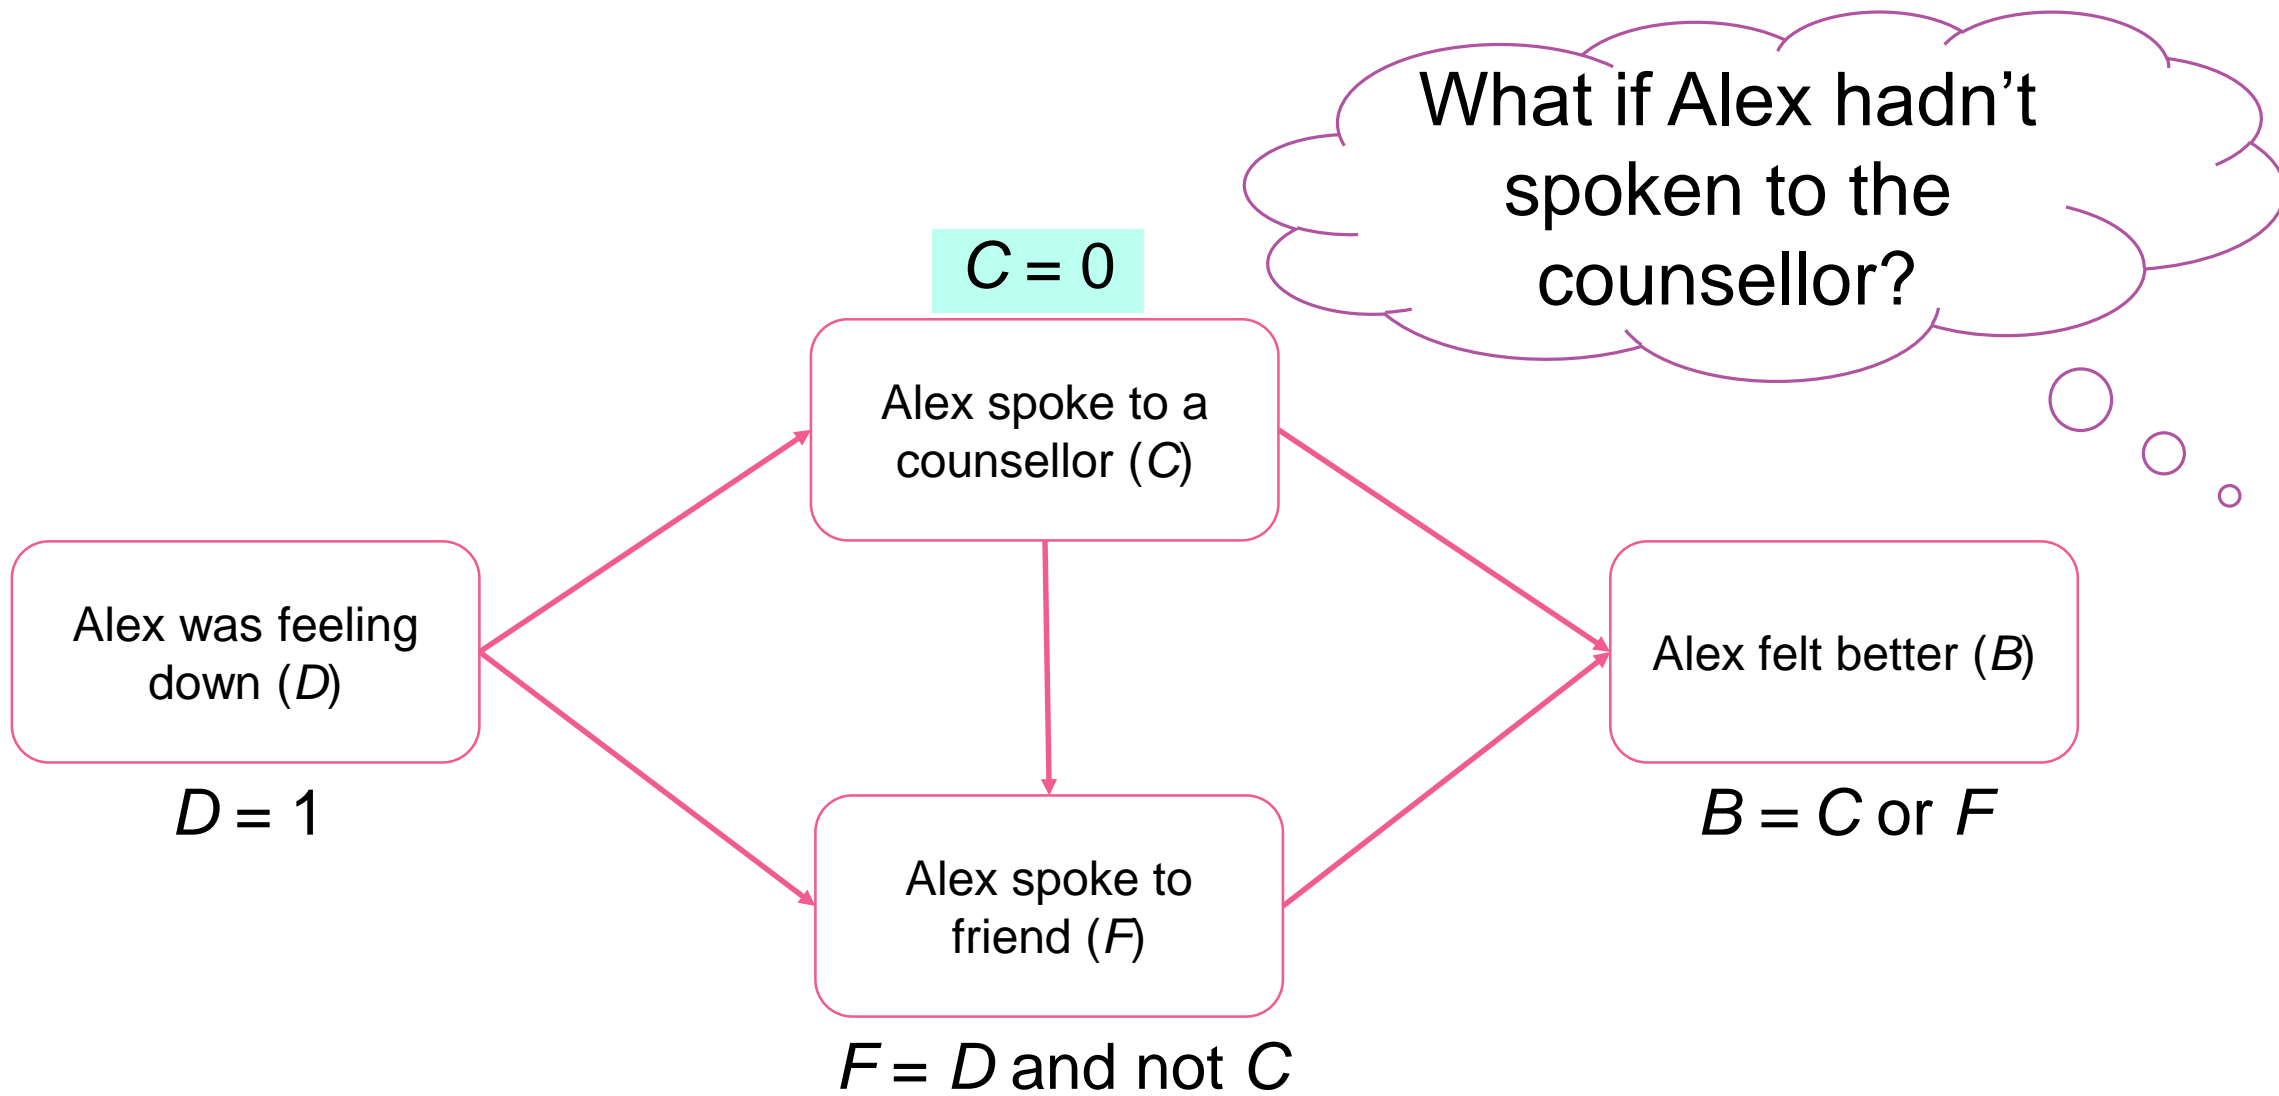 What if Alex hadn’t
spoken to the
counsellor?
C = 0
Alex spoke to a
counsellor (C)
Alex was feeling
down (D)
D = 1
Alex felt better (B)
B = C or F
Alex spoke to
friend (F)
F = D and not C